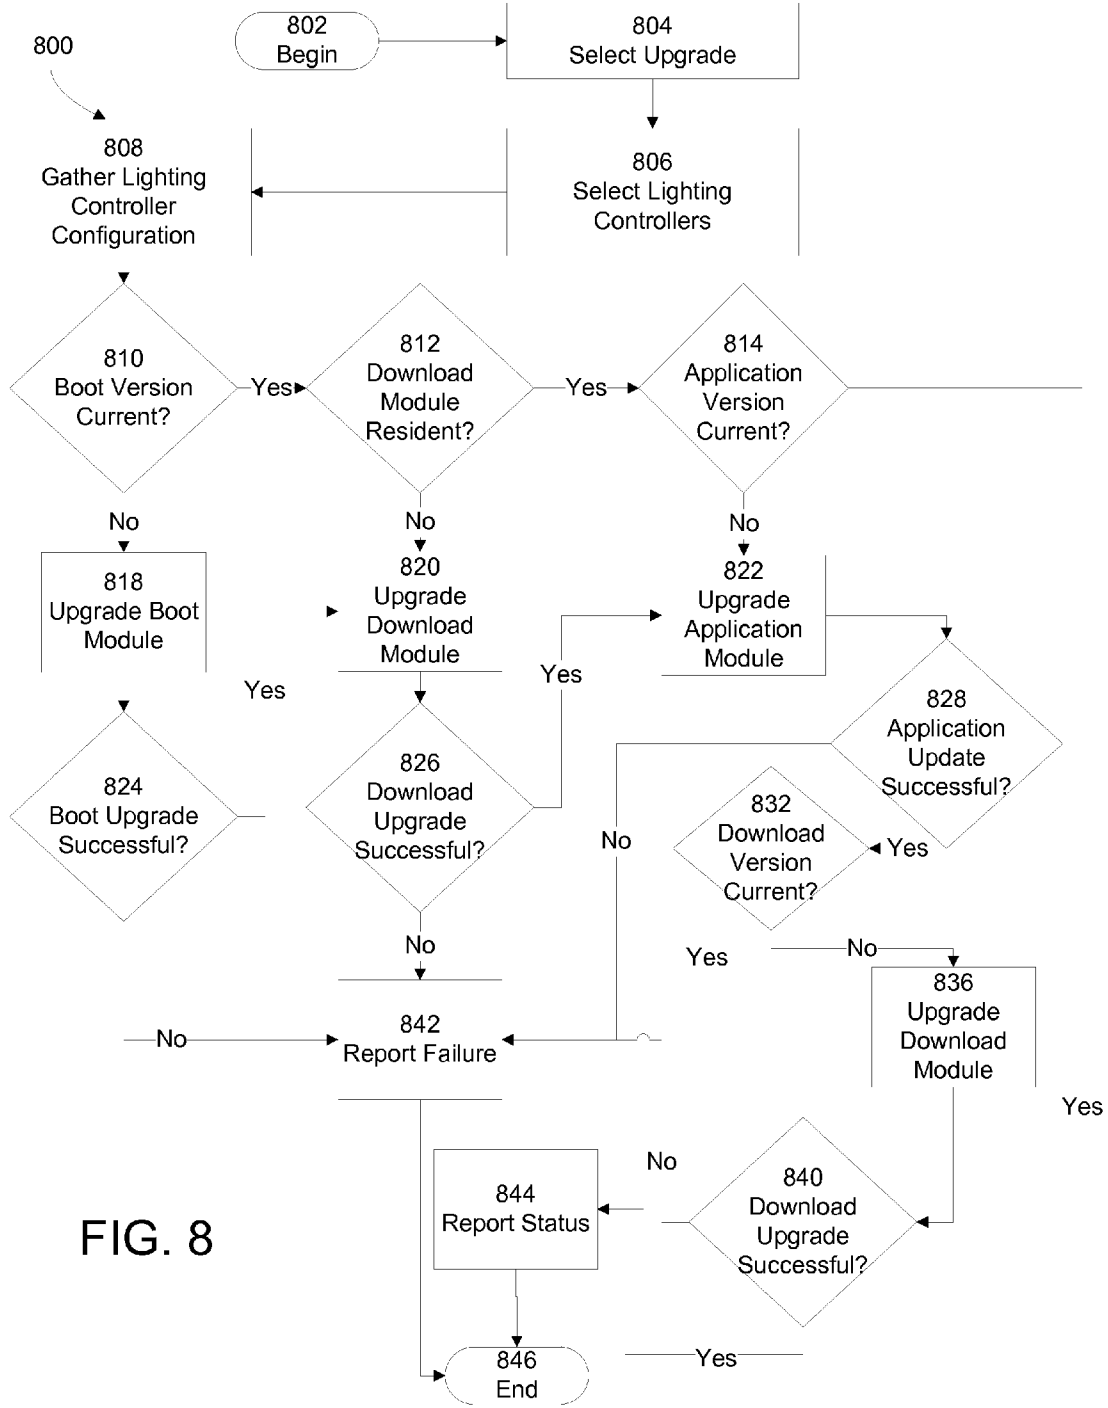 802
Begin
804
Select Upgrade
800
808
Gather Lighting
Controller
Configuration
806
Select Lighting
Controllers
810
Boot Version
Current?
Yes
812
Download
Module
Resident?
Yes
814
Application
Version
Current?
No
No
No
818
Upgrade Boot
Module
820
Upgrade
Download
Module
822
Upgrade
Application
Module
Yes
Yes
824
Boot Upgrade
Successful?
826
Download
Upgrade
Successful?
828
Application
Update
Successful?
832
Download
Version
Current?
No
Yes
No
Yes
No
836
Upgrade
Download
Module
No
842
Report Failure
Yes
No
840
Download
Upgrade
Successful?
844
Report Status
FIG. 8
846
End
Yes